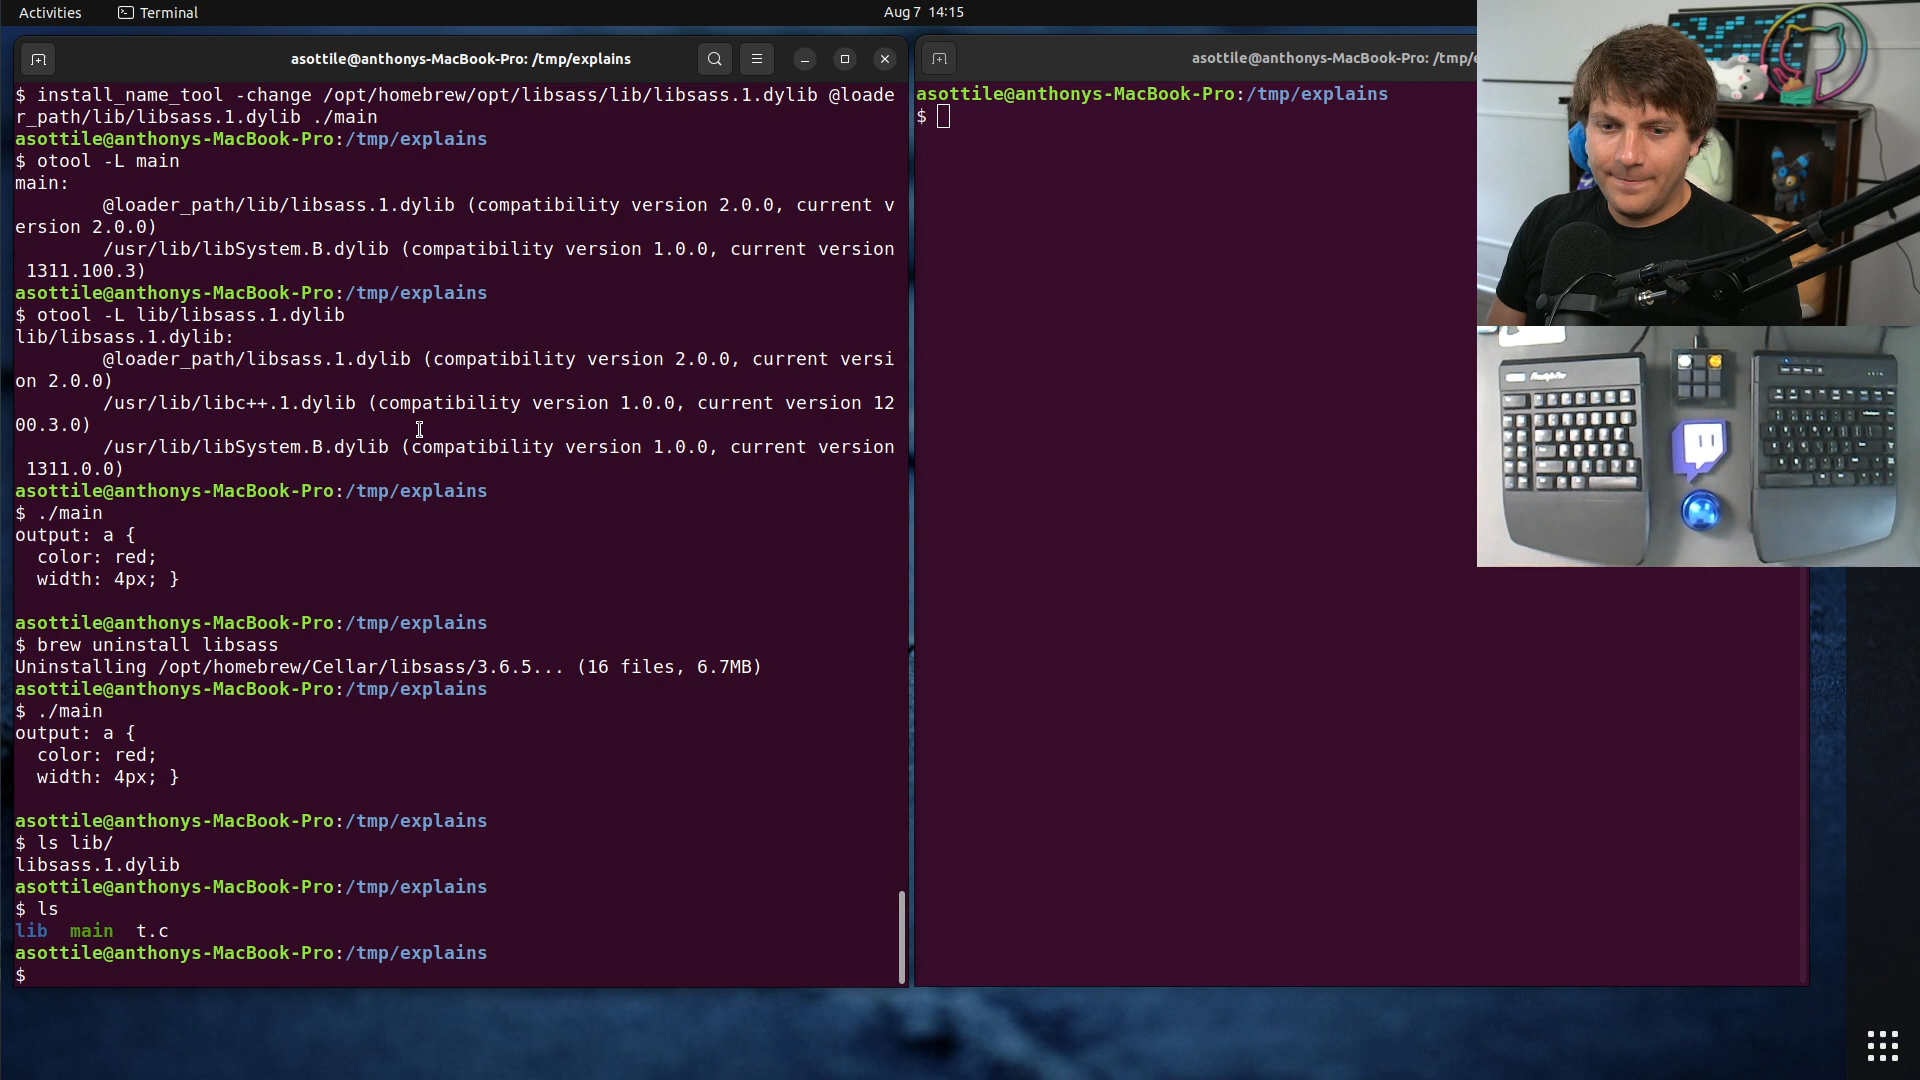 Activities
Terminal
Aug 7 14:15
asottile@anthonys-MacBook-Pro: /tmp/explains
$ install_name_tool -change /opt/homebrew/opt/libsass/lib/libsass.1.dylib @loade
r_path/lib/libsass.1.dylib ./main
asottile@anthonys-MacBook-Pro:/tmp/explains
$ otool -L main
main:
@loader_path/lib/libsass.1.dylib (compatibility version 2.0.0, current v
ersion 2.0.0)
/usr/lib/libSystem.B.dylib (compatibility version 1.0.0, current version
1311.100.3)
asottile@anthonys-MacBook-Pro:/tmp/explains
$ otool -L lib/libsass.1.dylib
lib/libsass.1.dylib:
@loader_path/libsass.1.dylib (compatibility version 2.0.0, current versi
on 2.0.0)
/usr/lib/libc++.1.dylib (compatibility version 1.0.0, current version 12
00.3.0)
/usr/lib/libSystem.B.dylib (compatibility version 1.0.0, current version
1311.0.0)
asottile@anthonys-MacBook-Pro:/tmp/explains
$ ./main
output: a {
color: red;
width: 4px; }
asottile@anthonys-MacBook-Pro:/tmp/explains
$ brew uninstall libsass
Uninstalling /opt/homebrew/Cellar/libsass/3.6.5... (16 files, 6.7MB)
asottile@anthonys-MacBook-Pro:/tmp/explains
$ ./main
output: a {
color: red;
width: 4px; }
asottile@anthonys-MacBook-Pro:/tmp/explains
$ ls lib/
libsass.1.dylib
asottile@anthonys-MacBook-Pro:/tmp/explains
$ ls
lib main t.c
asottile@anthonys-MacBook-Pro:/tmp/explains
$
asottile@anthonys-MacBook-Pro: /tmp/e
asottile@anthonys-MacBook-Pro:/tmp/explains
$